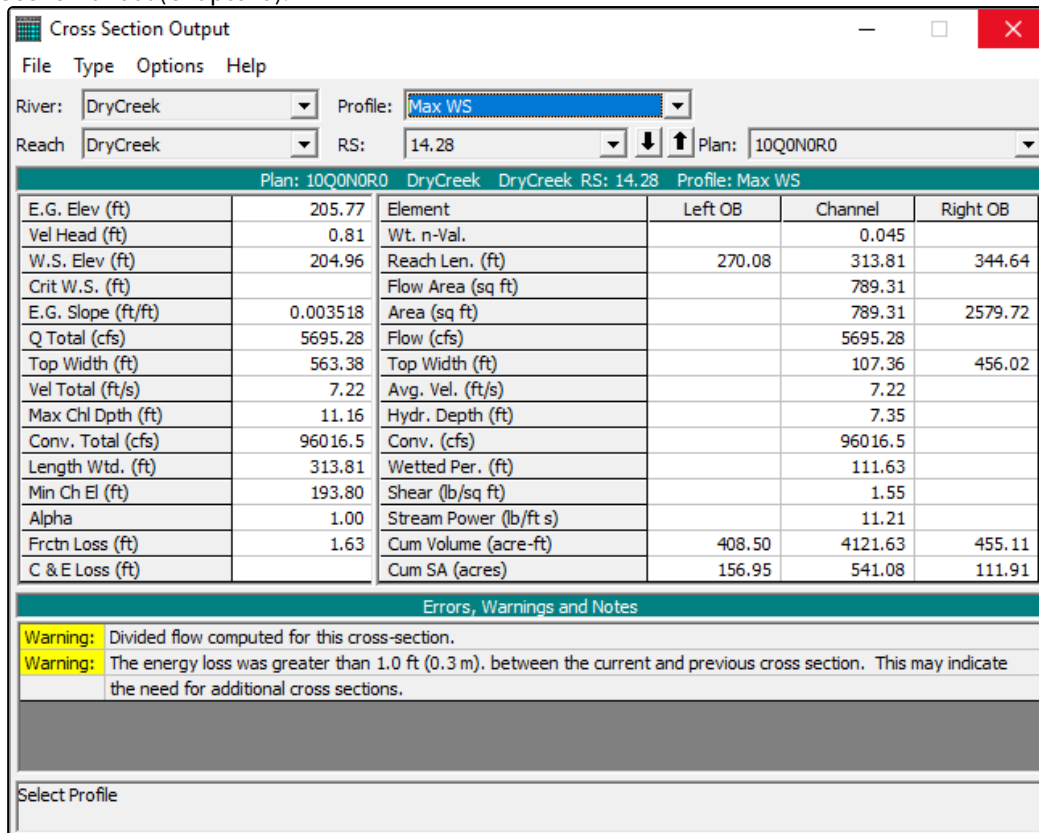 Cross Section Output
File Type Options Help
River: DryCreek Profile: Max WS
Reach DryCreek RS: 14.28 Plan: 10Q0N0R0
Plan: 10Q0N0R0 DryCreek DryCreek RS: 14.28 Profile: Max WS
E.G. Elev (ft) 205.77 Element Left OB Channel Right OB
Vel Head (ft) 0.81 Wt. n-Val. 0.045
W.S. Elev (ft) 204.96 Reach Len. (ft) 270.08 313.81 344.64
Crit W.S. (ft) Flow Area (sq ft) 789.31
E.G. Slope (ft/ft) 0.003518 Area (sq ft) 789.31 2579.72
Q Total (cfs) 5695.28 Flow (cfs) 5695.28
Top Width (ft) 563.38 Top Width (ft) 107.36 456.02
Vel Total (ft/s) 7.22 Avg. Vel. (ft/s) 7.22
Max Chl Dpth (ft) 11.16 Hydr. Depth (ft) 7.35
Conv. Total (cfs) 96016.5 Conv. (cfs) 96016.5
Length Wtd. (ft) 313.81 Wetted Per. (ft) 111.63
Min Ch El (ft) 193.80 Shear (lb/sq ft) 1.55
Alpha 1.00 Stream Power (lb/ft s) 11.21
Frctn Loss (ft) 1.63 Cum Volume (acre-ft) 408.50 4121.63 455.11
C & E Loss (ft) Cum SA (acres) 156.95 541.08 111.91
Errors, Warnings and Notes
Warning: Divided flow computed for this cross-section.
Warning: The energy loss was greater than 1.0 ft (0.3 m). between the current and previous cross section. This may indicate
the need for additional cross sections.
Select Profile